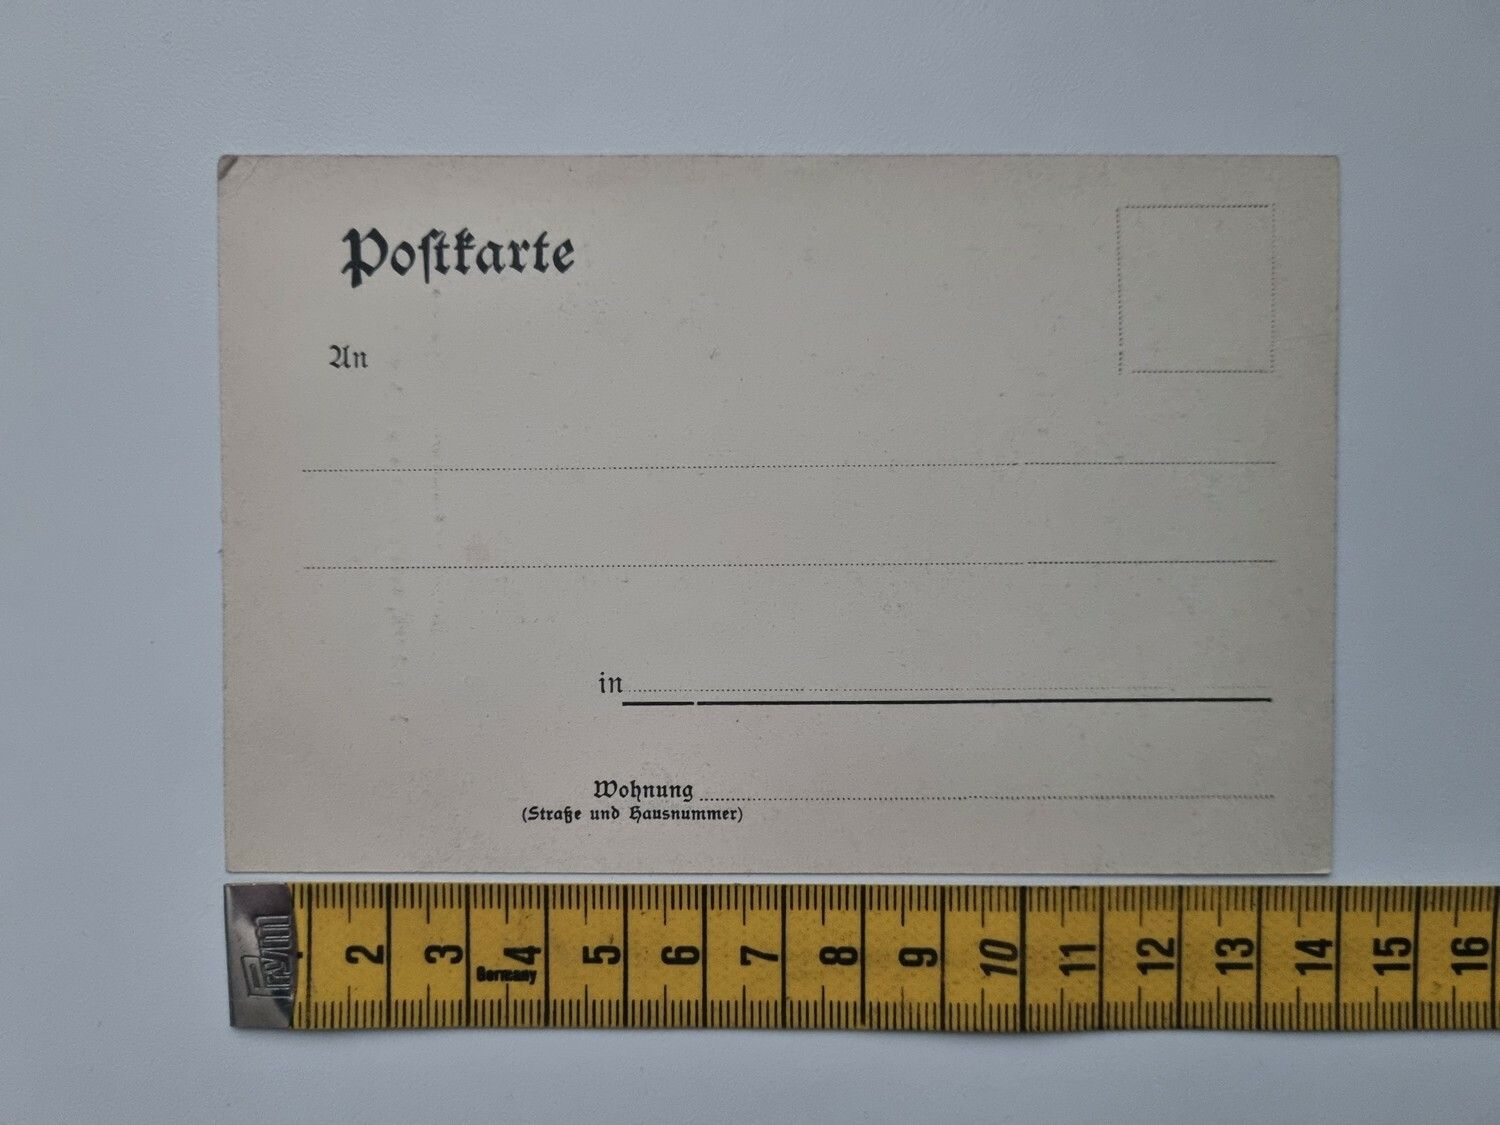 Poſtkarte
An
in
Wohnung
(Straße und Hausnummer)
Prym
2 3 4 5 6 7 8 9 10 11 12 13 14 15 16
Germany